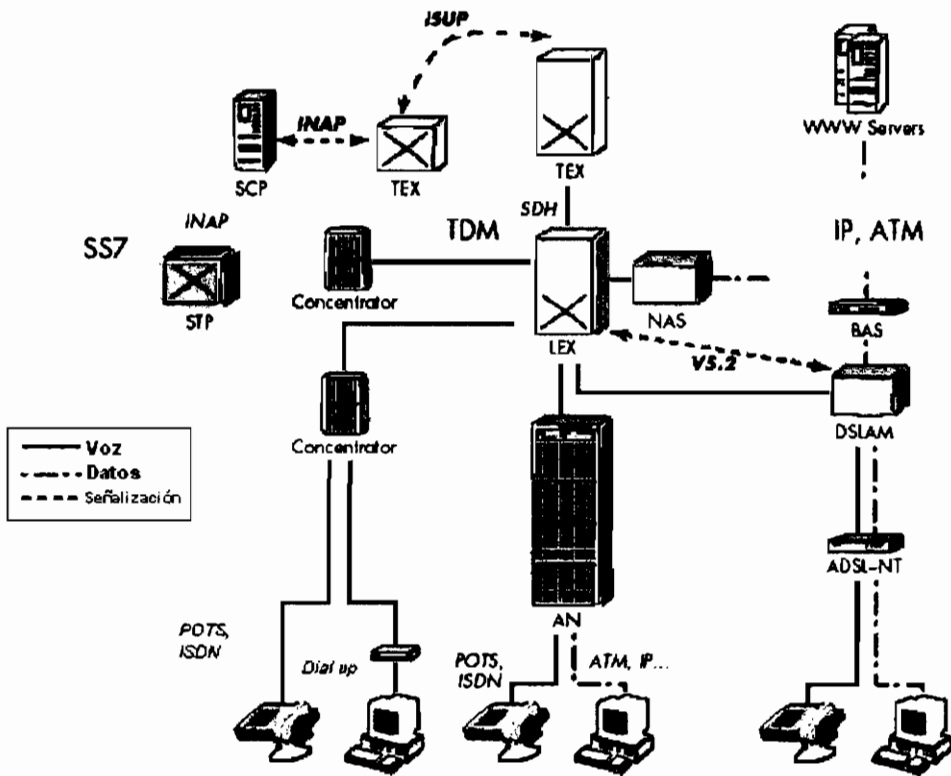 ISUP
INAP
SCP
TEX
TEX
WWW Servers
SDH
INAP
SS7
TDM
IP, ATM
STP
Concentrator
NAS
BAS
LEX
V5.2
Concentrator
DSLAM
Voz
Datos
Señalización
ADSL-NT
AN
POTS,
ISDN
Dial up
POTS,
ISDN
ATM, IP...